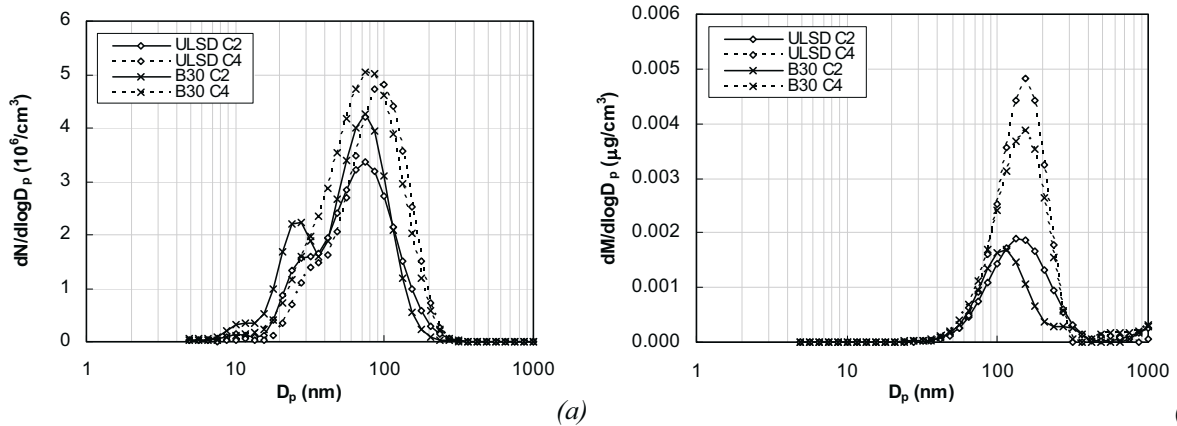 6
5
4
3
2
1
0
dN/dlogDp (10⁶/cm³)
ULSD C2
ULSD C4
B30 C2
B30 C4
1 10 100 1000
Dp (nm)
(a)
0.006
0.005
0.004
0.003
0.002
0.001
0.000
dM/dlogDp (µg/cm³)
ULSD C2
ULSD C4
B30 C2
B30 C4
1 10 100 1000
Dp (nm)
(